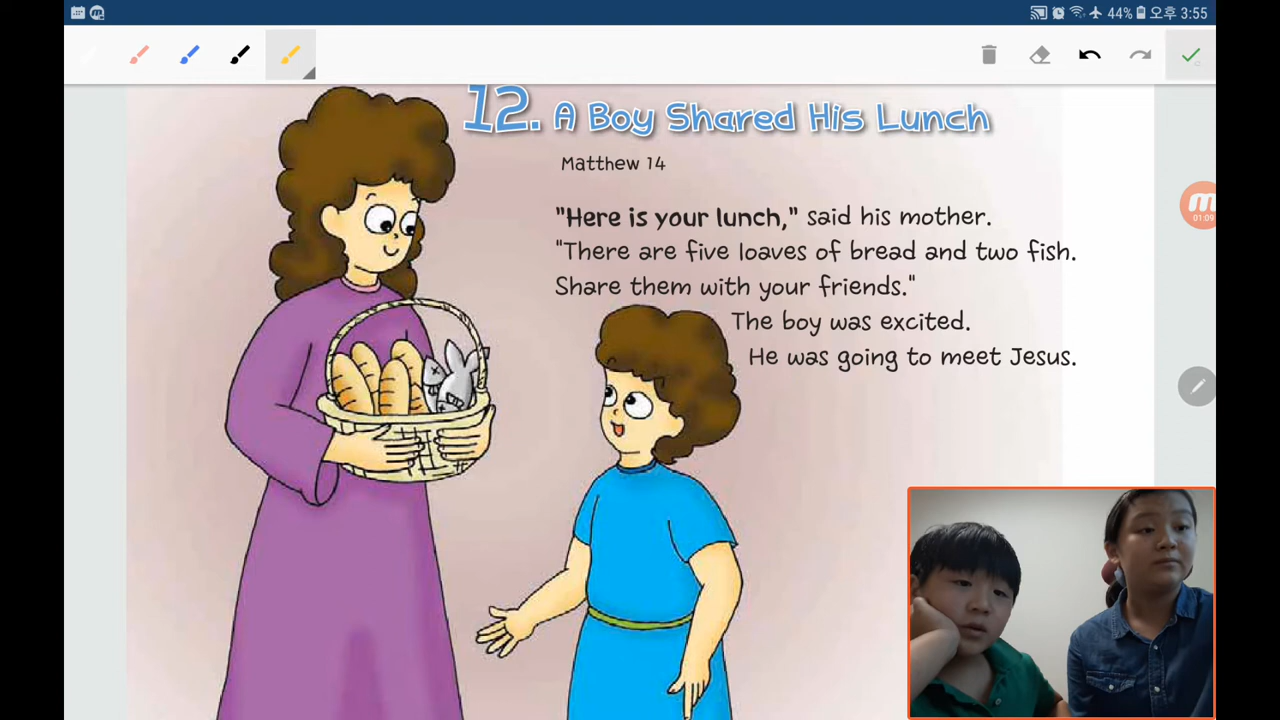 44% 오후 3:55
12. A Boy Shared His Lunch
Matthew 14
"Here is your lunch," said his mother.
"There are five loaves of bread and two fish.
Share them with your friends."
The boy was excited.
He was going to meet Jesus.
01:09